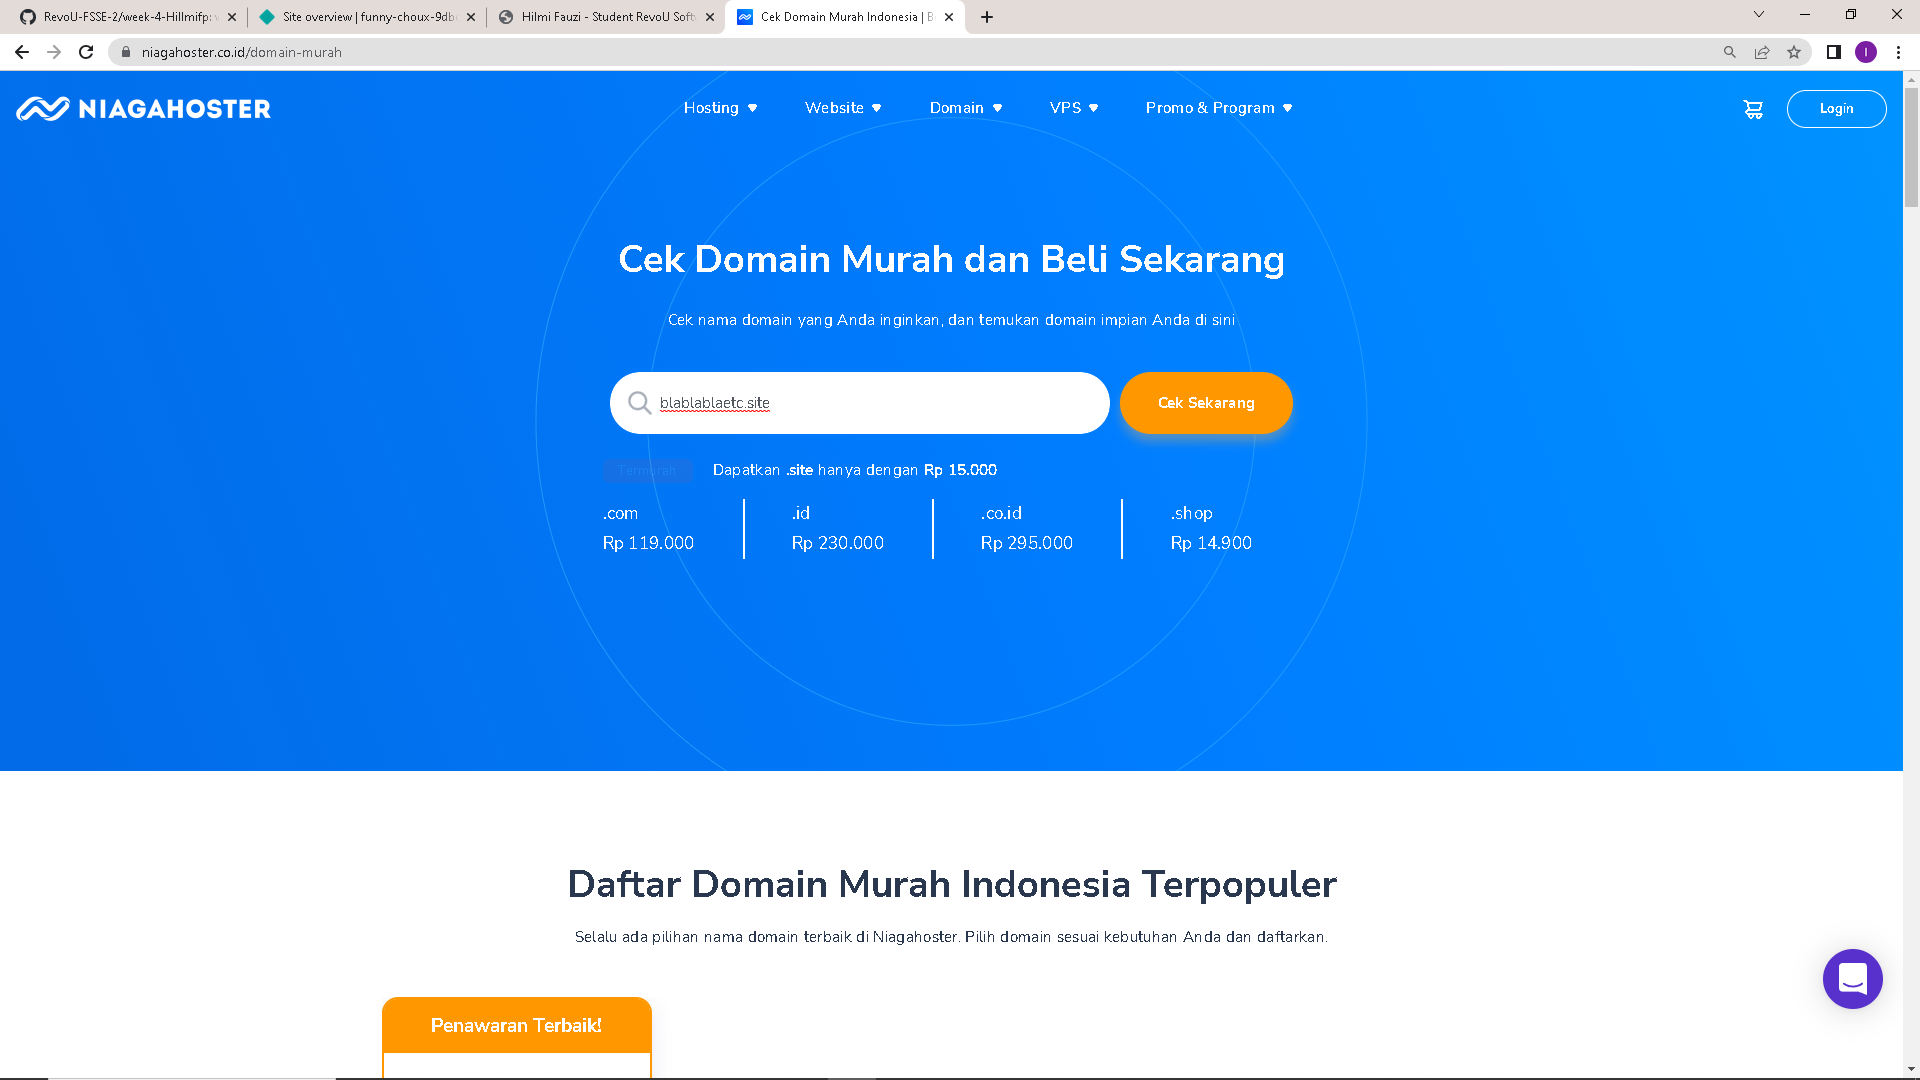 RevoU-FSSE-2/week-4-Hillmifp:
Site overview | funny-choux-9db
Hilmi Fauzi - Student RevoU Soft
Cek Domain Murah Indonesia | B
niagahoster.co.id/domain-murah
I
NIAGAHOSTER
Hosting
Website
Domain
VPS
Promo & Program
Login
Cek Domain Murah dan Beli Sekarang
Cek nama domain yang Anda inginkan, dan temukan domain impian Anda di sini
blablablaetc.site
Cek Sekarang
Termurah
Dapatkan .site hanya dengan Rp 15.000
.com
Rp 119.000
.id
Rp 230.000
.co.id
Rp 295.000
.shop
Rp 14.900
Daftar Domain Murah Indonesia Terpopuler
Selalu ada pilihan nama domain terbaik di Niagahoster. Pilih domain sesuai kebutuhan Anda dan daftarkan.
Penawaran Terbaik!